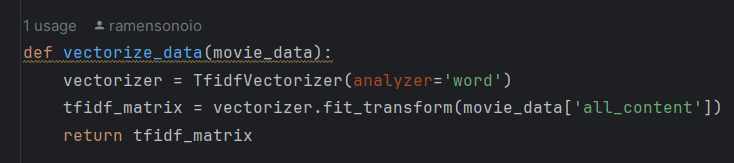 1 usage ramensonoio
def vectorize_data(movie_data):
    vectorizer = TfidfVectorizer(analyzer='word')
    tfidf_matrix = vectorizer.fit_transform(movie_data['all_content'])
    return tfidf_matrix